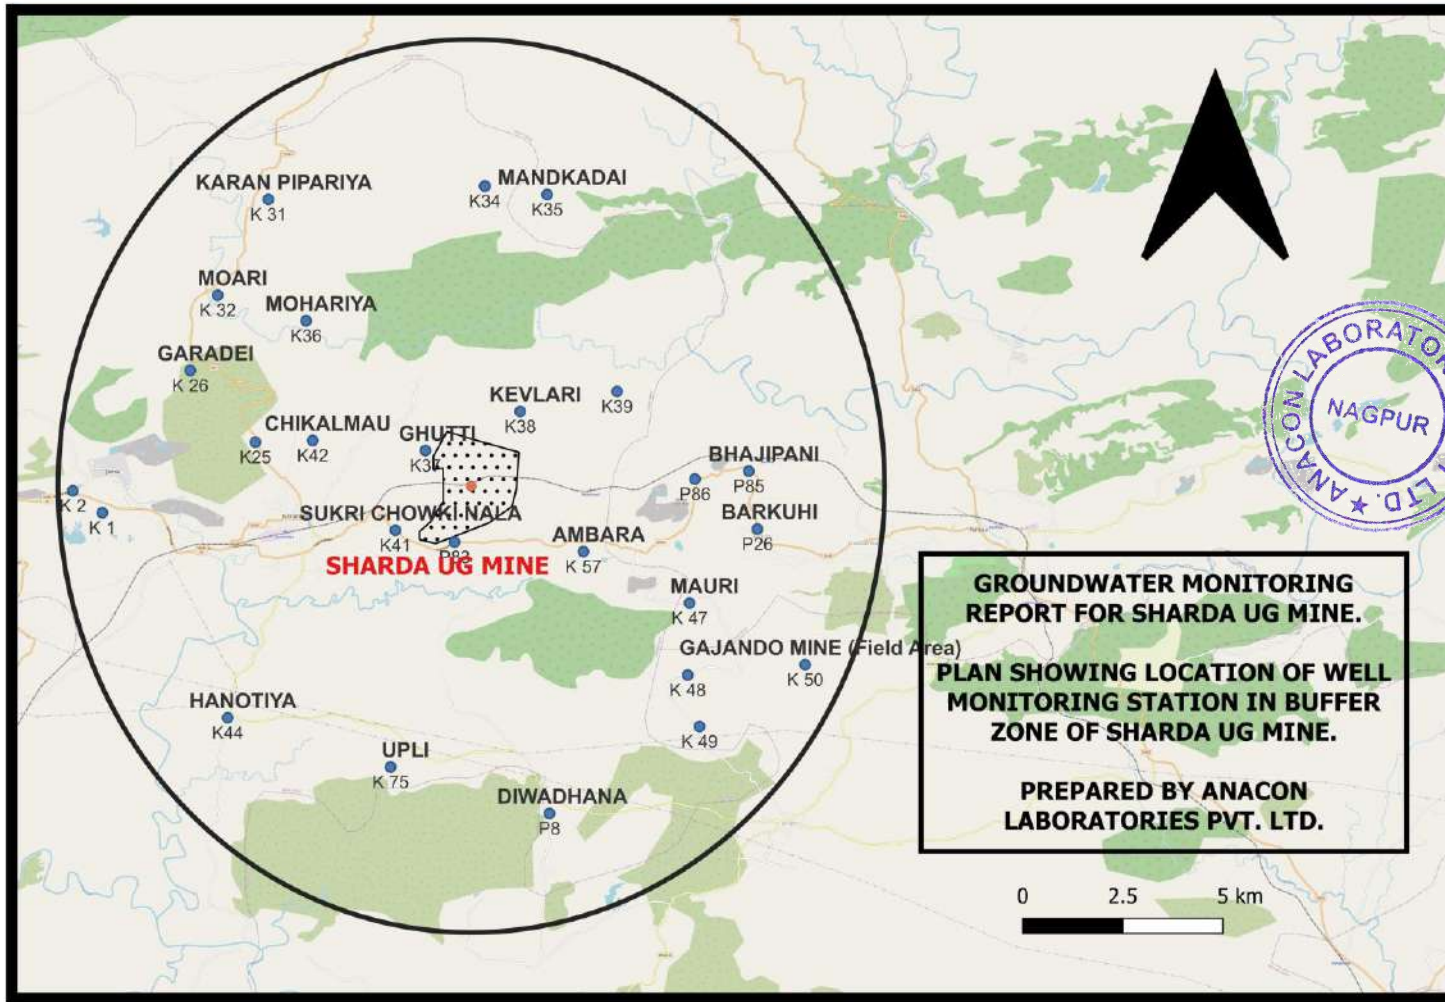 KARAN PIPARIYA
K 31
K34
MANDKADAI
K35
MOARI
K 32
MOHARIYA
K36
GARADEI
K 26
KEVLARI
K38
K39
CHIKALMAU
K25
K42
GHUTTI
K37
BHAJIPANI
P86
P85
K 2
K 1
SUKRI CHOWKI NALA
K41
BARKUHI
P26
AMBARA
K 57
SHARDA UG MINE
MAURI
K 47
GAJANDO MINE (Field Area)
K 48
K 50
K 49
HANOTIYA
K44
UPLI
K 75
DIWADHANA
P8
ANACON LABORATOR
LTD.
NAGPUR
GROUNDWATER MONITORING
REPORT FOR SHARDA UG MINE.
PLAN SHOWING LOCATION OF WELL
MONITORING STATION IN BUFFER
ZONE OF SHARDA UG MINE.
PREPARED BY ANACON
LABORATORIES PVT. LTD.
0 2.5 5 km